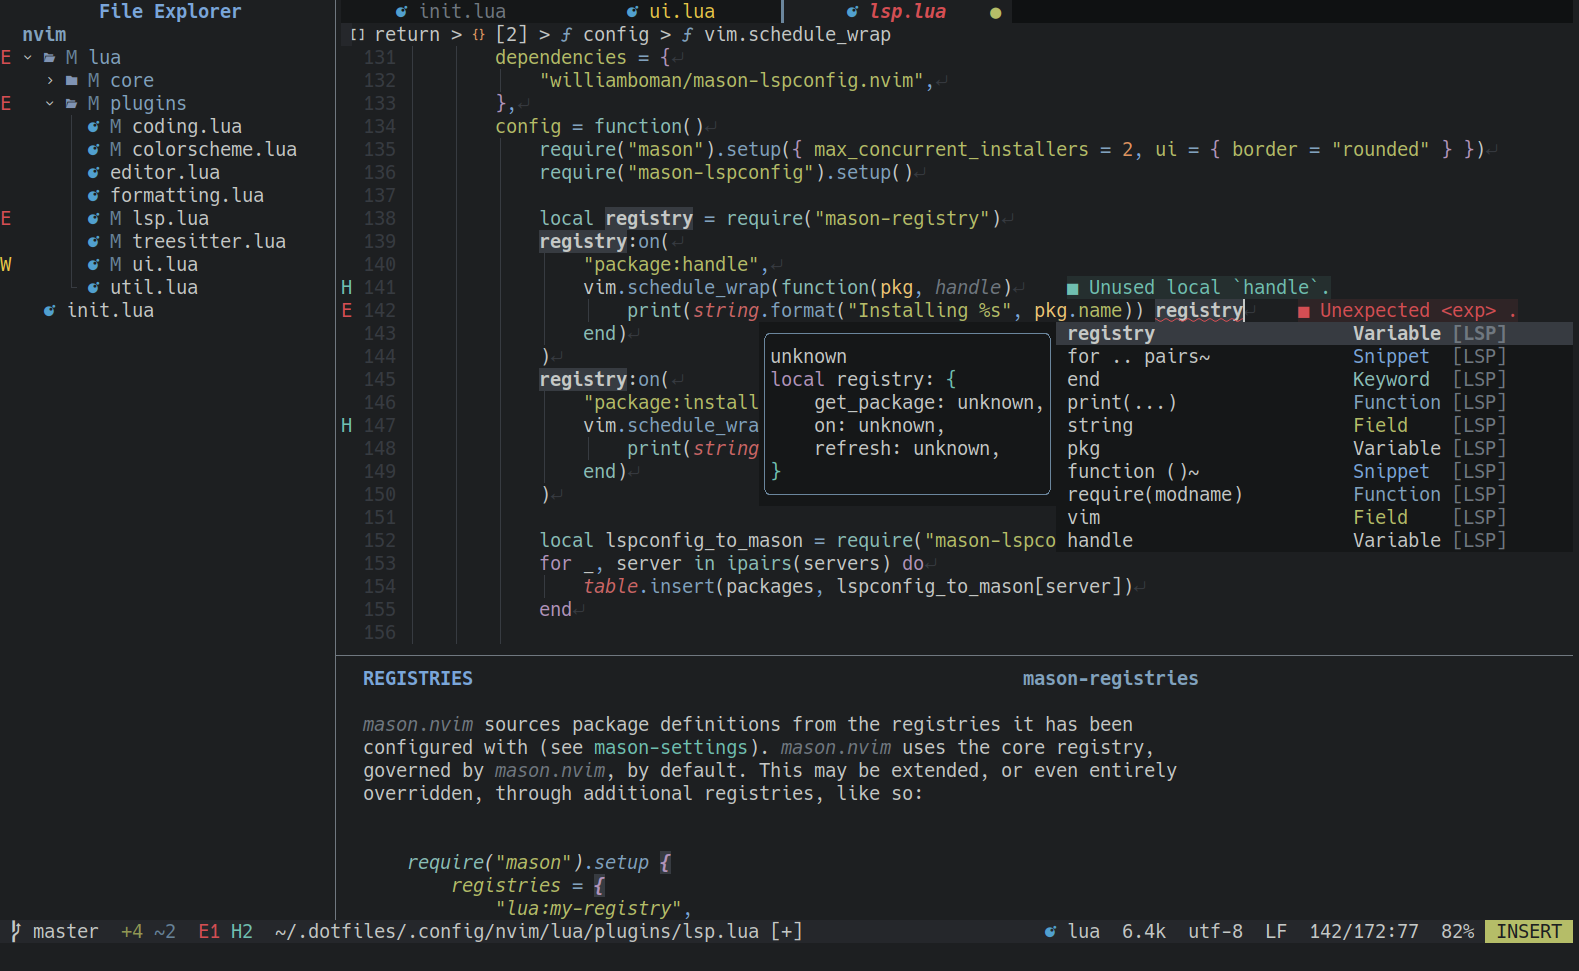 File Explorer
nvim
E M lua
M core
E M plugins
M coding.lua
M colorscheme.lua
editor.lua
formatting.lua
E M lsp.lua
M treesitter.lua
W M ui.lua
util.lua
init.lua
init.lua ui.lua lsp.lua ●
[] return > {} [2] > ƒ config > ƒ vim.schedule_wrap
131 dependencies = {↵
132 "williamboman/mason-lspconfig.nvim",↵
133 },↵
134 config = function()↵
135 require("mason").setup({ max_concurrent_installers = 2, ui = { border = "rounded" } })↵
136 require("mason-lspconfig").setup()↵
137
138 local registry = require("mason-registry")↵
139 registry:on(↵
140 "package:handle",↵
H 141 vim.schedule_wrap(function(pkg, handle)↵ ■ Unused local `handle`.
E 142 print(string.format("Installing %s", pkg.name)) registry↵ ■ Unexpected <exp> .
143 end)↵
144 )↵
145 registry:on(↵
146 "package:install
H 147 vim.schedule_wra
148 print(string
149 end)↵
150 )↵
151
152 local lspconfig_to_mason = require("mason-lspco
153 for _, server in ipairs(servers) do↵
154 table.insert(packages, lspconfig_to_mason[server])↵
155 end↵
156
unknown
local registry: {
get_package: unknown,
on: unknown,
refresh: unknown,
}
registry Variable [LSP]
for .. pairs~ Snippet [LSP]
end Keyword [LSP]
print(...) Function [LSP]
string Field [LSP]
pkg Variable [LSP]
function ()~ Snippet [LSP]
require(modname) Function [LSP]
vim Field [LSP]
handle Variable [LSP]
REGISTRIES mason-registries
mason.nvim sources package definitions from the registries it has been
configured with (see mason-settings). mason.nvim uses the core registry,
governed by mason.nvim, by default. This may be extended, or even entirely
overridden, through additional registries, like so:
require("mason").setup {
registries = {
"lua:my-registry",
master +4 ~2 E1 H2 ~/.dotfiles/.config/nvim/lua/plugins/lsp.lua [+] lua 6.4k utf-8 LF 142/172:77 82% INSERT